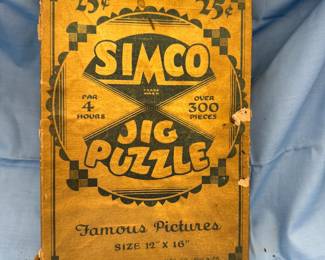 25¢ 25¢
SIMCO
TRADE MARK
PAR
4
HOURS
OVER
300
PIECES
JIG
PUZZLE
Famous Pictures
SIZE 12" X 16"